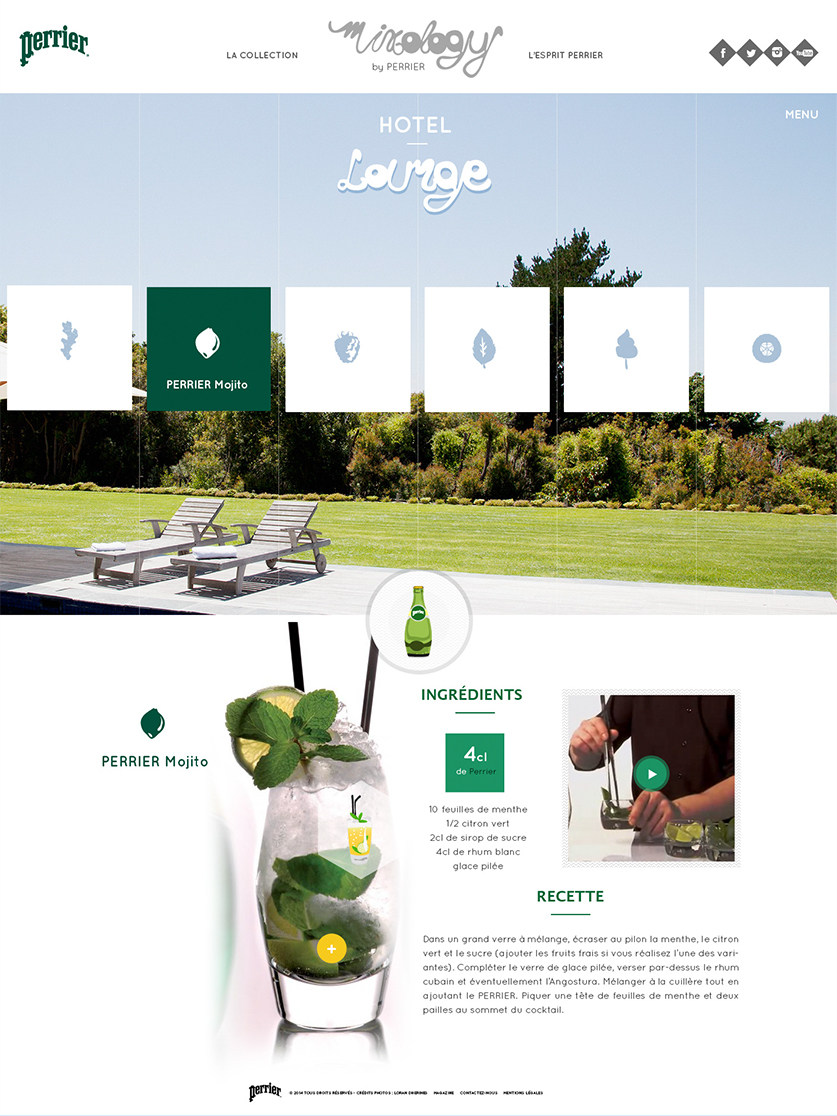 perrier
LA COLLECTION
Mixology
by PERRIER
L'ESPRIT PERRIER
f
You
Tube
MENU
HOTEL
Lounge
PERRIER Mojito
PERRIER Mojito
INGRÉDIENTS
4cl
de Perrier
10 feuilles de menthe
1/2 citron vert
2cl de sirop de sucre
4cl de rhum blanc
glace pilée
RECETTE
Dans un grand verre à mélange, écraser au pilon la menthe, le citron
vert et le sucre (ajouter les fruits frais si vous réalisez l'une des vari-
antes). Compléter le verre de glace pilée, verser par-dessus le rhum
cubain et éventuellement l'Angostura. Mélanger à la cuillère tout en
ajoutant le PERRIER. Piquer une tête de feuilles de menthe et deux
pailles au sommet du cocktail.
perrier © 2014 TOUS DROITS RÉSERVÉS - CRÉDITS PHOTOS : MAGAZINE CONTACTEZ-NOUS MENTIONS LÉGALES